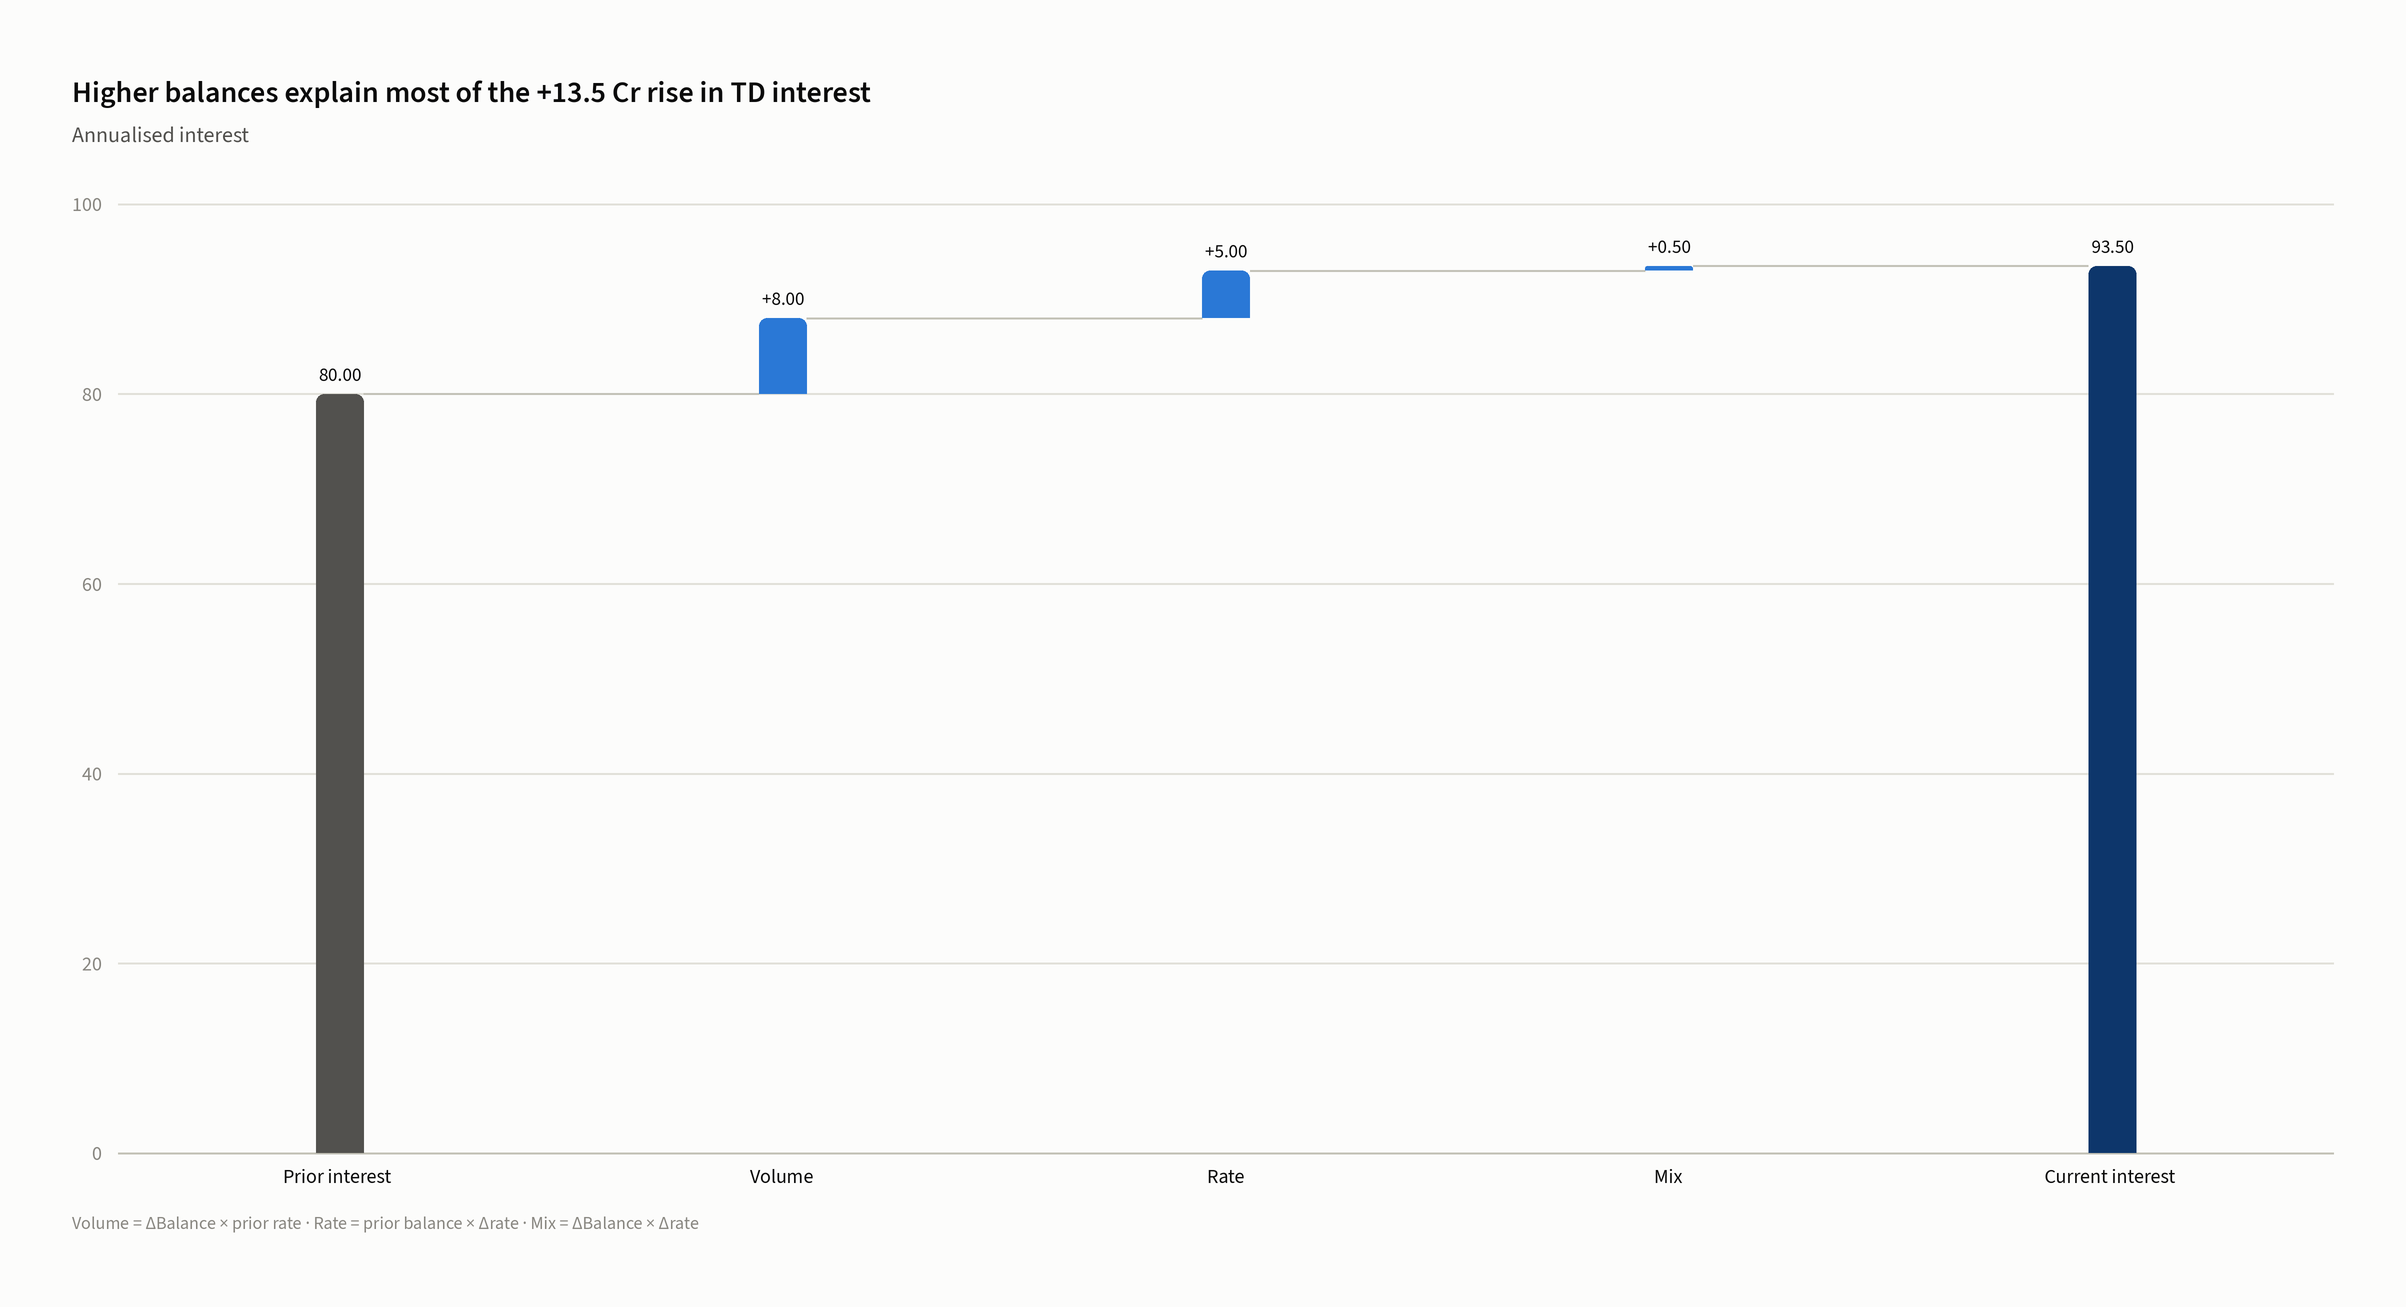 Higher balances explain most of the +13.5 Cr rise in TD interest
Annualised interest
100
80
60
40
20
0
80.00
+8.00
+5.00
+0.50
93.50
Prior interest
Volume
Rate
Mix
Current interest
Volume = ΔBalance × prior rate · Rate = prior balance × Δrate · Mix = ΔBalance × Δrate